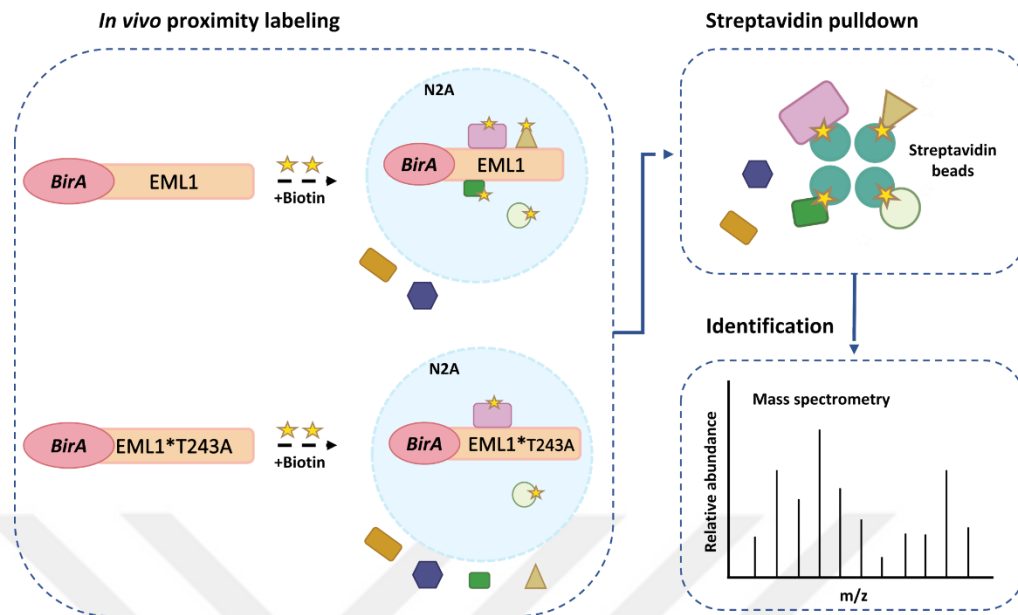 In vivo proximity labeling
BirA
EML1
+Biotin
N2A
BirA
EML1
BirA
EML1*T243A
+Biotin
N2A
BirA
EML1*T243A
Streptavidin pulldown
Streptavidin
beads
Identification
Mass spectrometry
Relative abundance
m/z